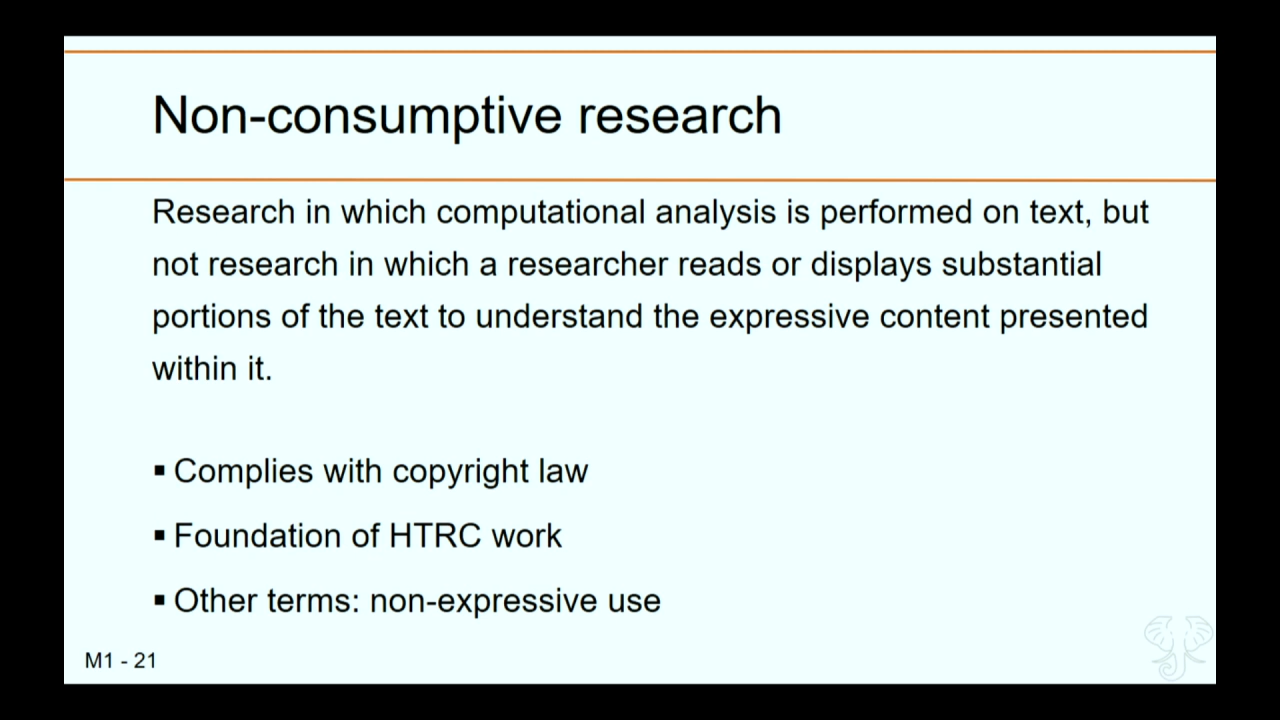 Non-consumptive research
Research in which computational analysis is performed on text, but
not research in which a researcher reads or displays substantial
portions of the text to understand the expressive content presented
within it.
▪ Complies with copyright law
▪ Foundation of HTRC work
▪ Other terms: non-expressive use
M1 - 21